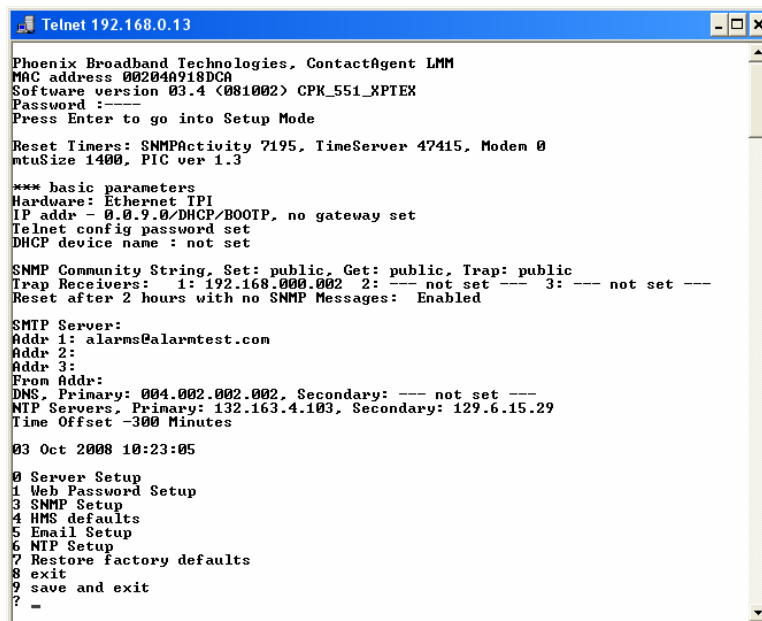 Telnet 192.168.0.13
Phoenix Broadband Technologies, ContactAgent LMM
MAC address 00204A918DCA
Software version 03.4 (081002) CPK_551_XPTEX
Password :----
Press Enter to go into Setup Mode
Reset Timers: SNMPActivity 7195, TimeServer 47415, Modem 0
mtuSize 1400, PIC ver 1.3
*** basic parameters
Hardware: Ethernet TPI
IP addr - 0.0.9.0/DHCP/BOOTP, no gateway set
Telnet config password set
DHCP device name : not set
SNMP Community String, Set: public, Get: public, Trap: public
Trap Receivers:   1: 192.168.000.002  2: --- not set ---  3: --- not set ---
Reset after 2 hours with no SNMP Messages:  Enabled
SMTP Server:
Addr 1: alarms@alarmtest.com
Addr 2:
Addr 3:
From Addr:
DNS, Primary: 004.002.002.002, Secondary: --- not set ---
NTP Servers, Primary: 132.163.4.103, Secondary: 129.6.15.29
Time Offset -300 Minutes
03 Oct 2008 10:23:05
0 Server Setup
1 Web Password Setup
3 SNMP Setup
4 HMS defaults
5 Email Setup
6 NTP Setup
7 Restore factory defaults
8 exit
9 save and exit
? _